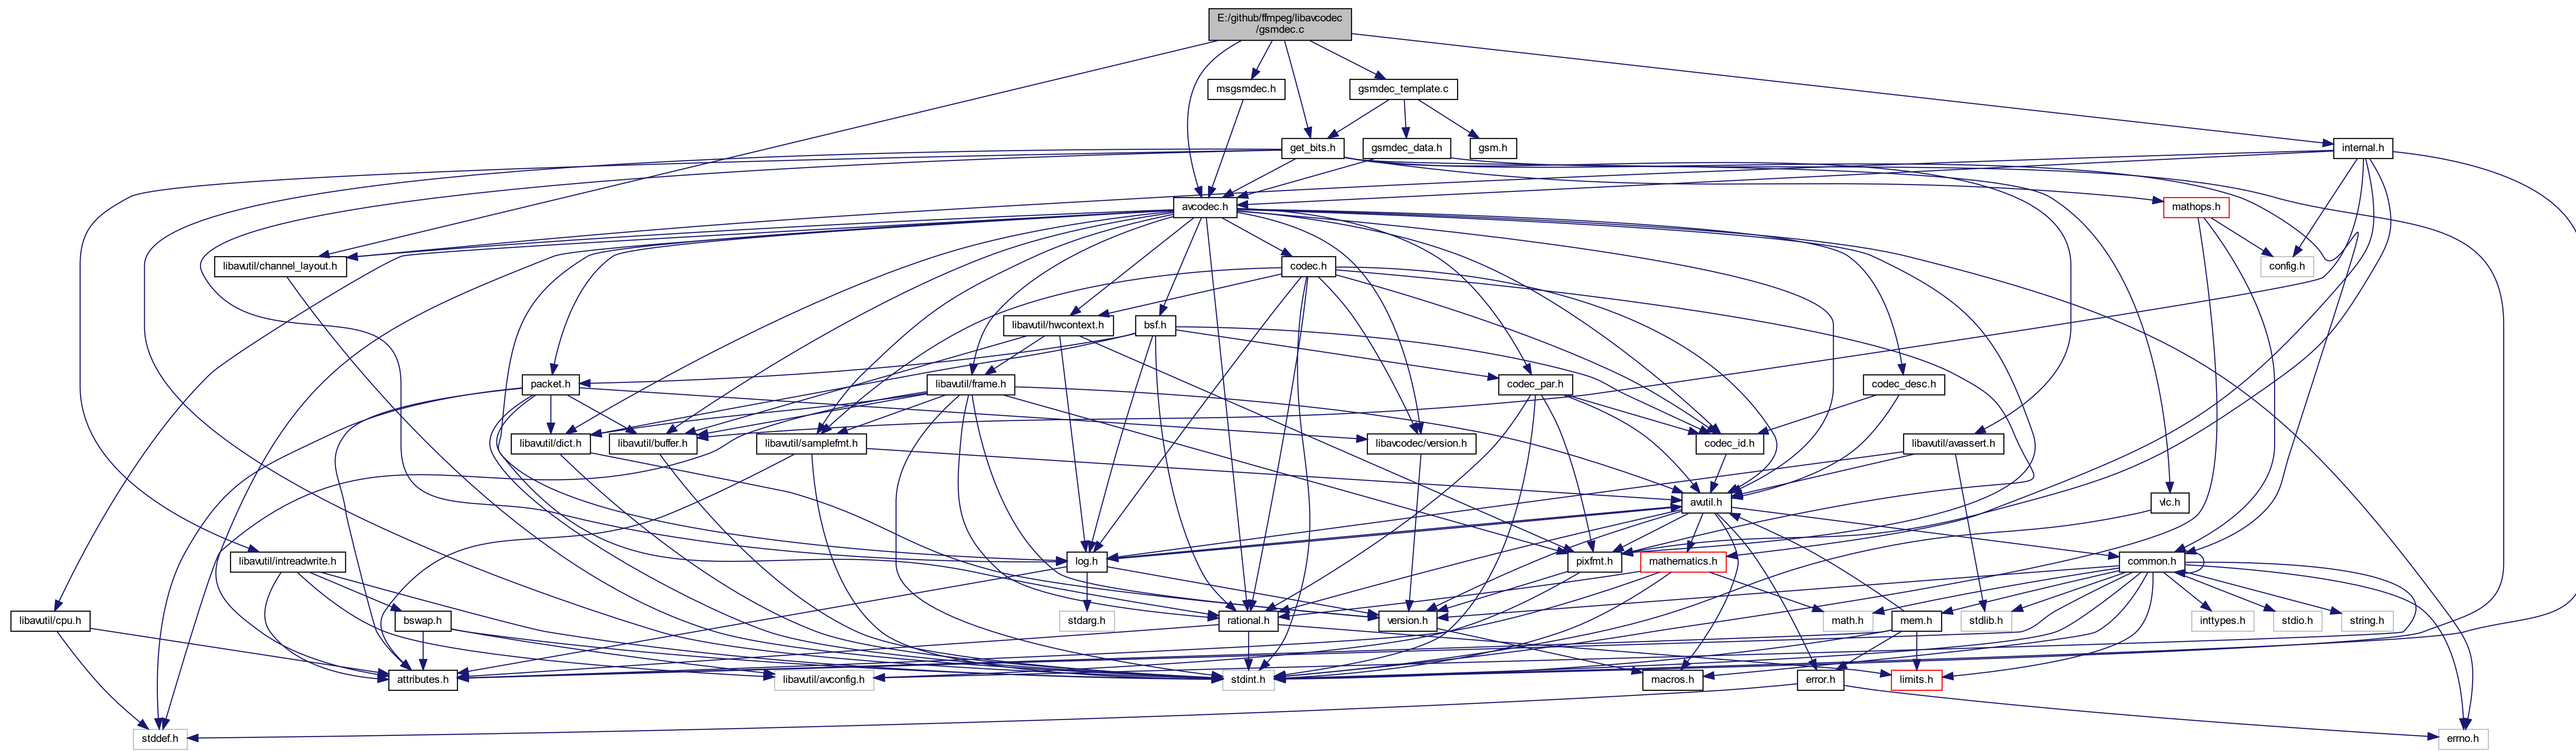 E:/github/ffmpeg/libavcodec
/gsmdec.c
msgsmdec.h
gsmdec_template.c
get_bits.h
gsmdec_data.h
gsm.h
internal.h
avcodec.h
mathops.h
libavutil/channel_layout.h
codec.h
config.h
libavutil/hwcontext.h
bsf.h
packet.h
libavutil/frame.h
codec_par.h
codec_desc.h
libavutil/dict.h
libavutil/buffer.h
libavutil/samplefmt.h
libavcodec/version.h
codec_id.h
libavutil/avassert.h
avutil.h
vlc.h
libavutil/intreadwrite.h
log.h
pixfmt.h
mathematics.h
common.h
libavutil/cpu.h
bswap.h
stdarg.h
rational.h
version.h
math.h
mem.h
stdlib.h
inttypes.h
stdio.h
string.h
attributes.h
libavutil/avconfig.h
stdint.h
macros.h
error.h
limits.h
stddef.h
errno.h